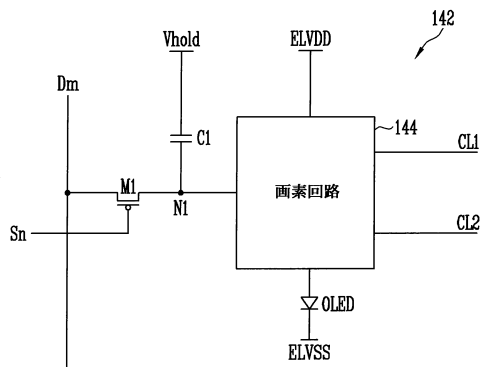 142
Vhold
ELVDD
Dm
144
C1
CL1
M1
N1
画素回路
Sn
CL2
OLED
ELVSS